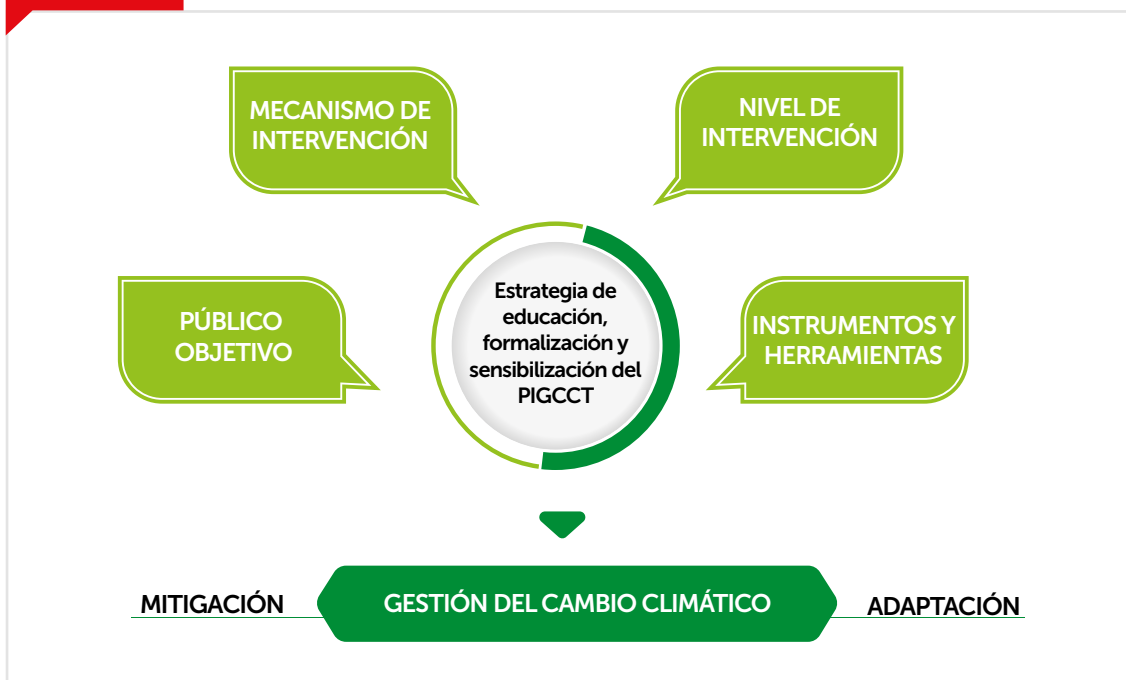 MECANISMO DE
INTERVENCIÓN
NIVEL DE
INTERVENCIÓN
PÚBLICO
OBJETIVO
Estrategia de
educación,
formalización y
sensibilización del
PIGCCT
INSTRUMENTOS Y
HERRAMIENTAS
MITIGACIÓN
GESTIÓN DEL CAMBIO CLIMÁTICO
ADAPTACIÓN